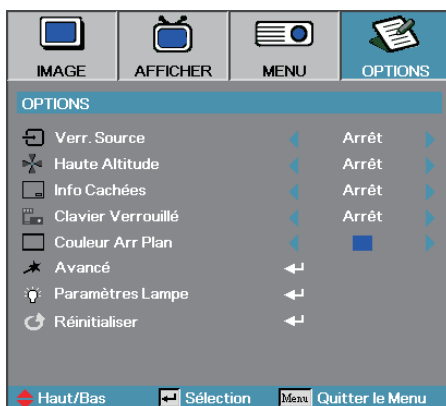 IMAGE AFFICHER MENU OPTIONS
OPTIONS
Verr. Source Arrêt
Haute Altitude Arrêt
Info Cachées Arrêt
Clavier Verrouillé Arrêt
Couleur Arr Plan
Avancé
Paramètres Lampe
Réinitialiser
Haut/Bas Sélection Menu Quitter le Menu